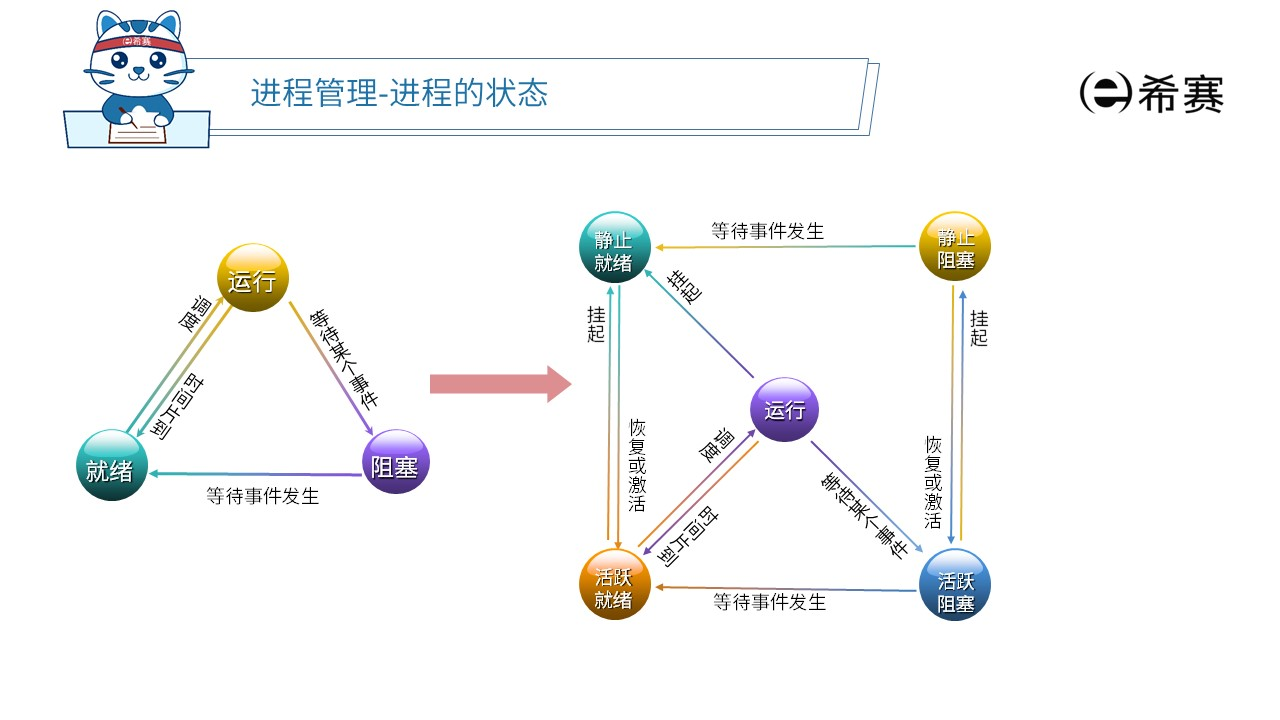 希赛
进程管理-进程的状态
希赛
运行
调度
时间片到
等待某个事件
就绪
阻塞
等待事件发生
静止
就绪
等待事件发生
静止
阻塞
挂起
挂起
挂起
运行
恢复或激活
调度
时间片到
等待某个事件
恢复或激活
活跃
就绪
等待事件发生
活跃
阻塞